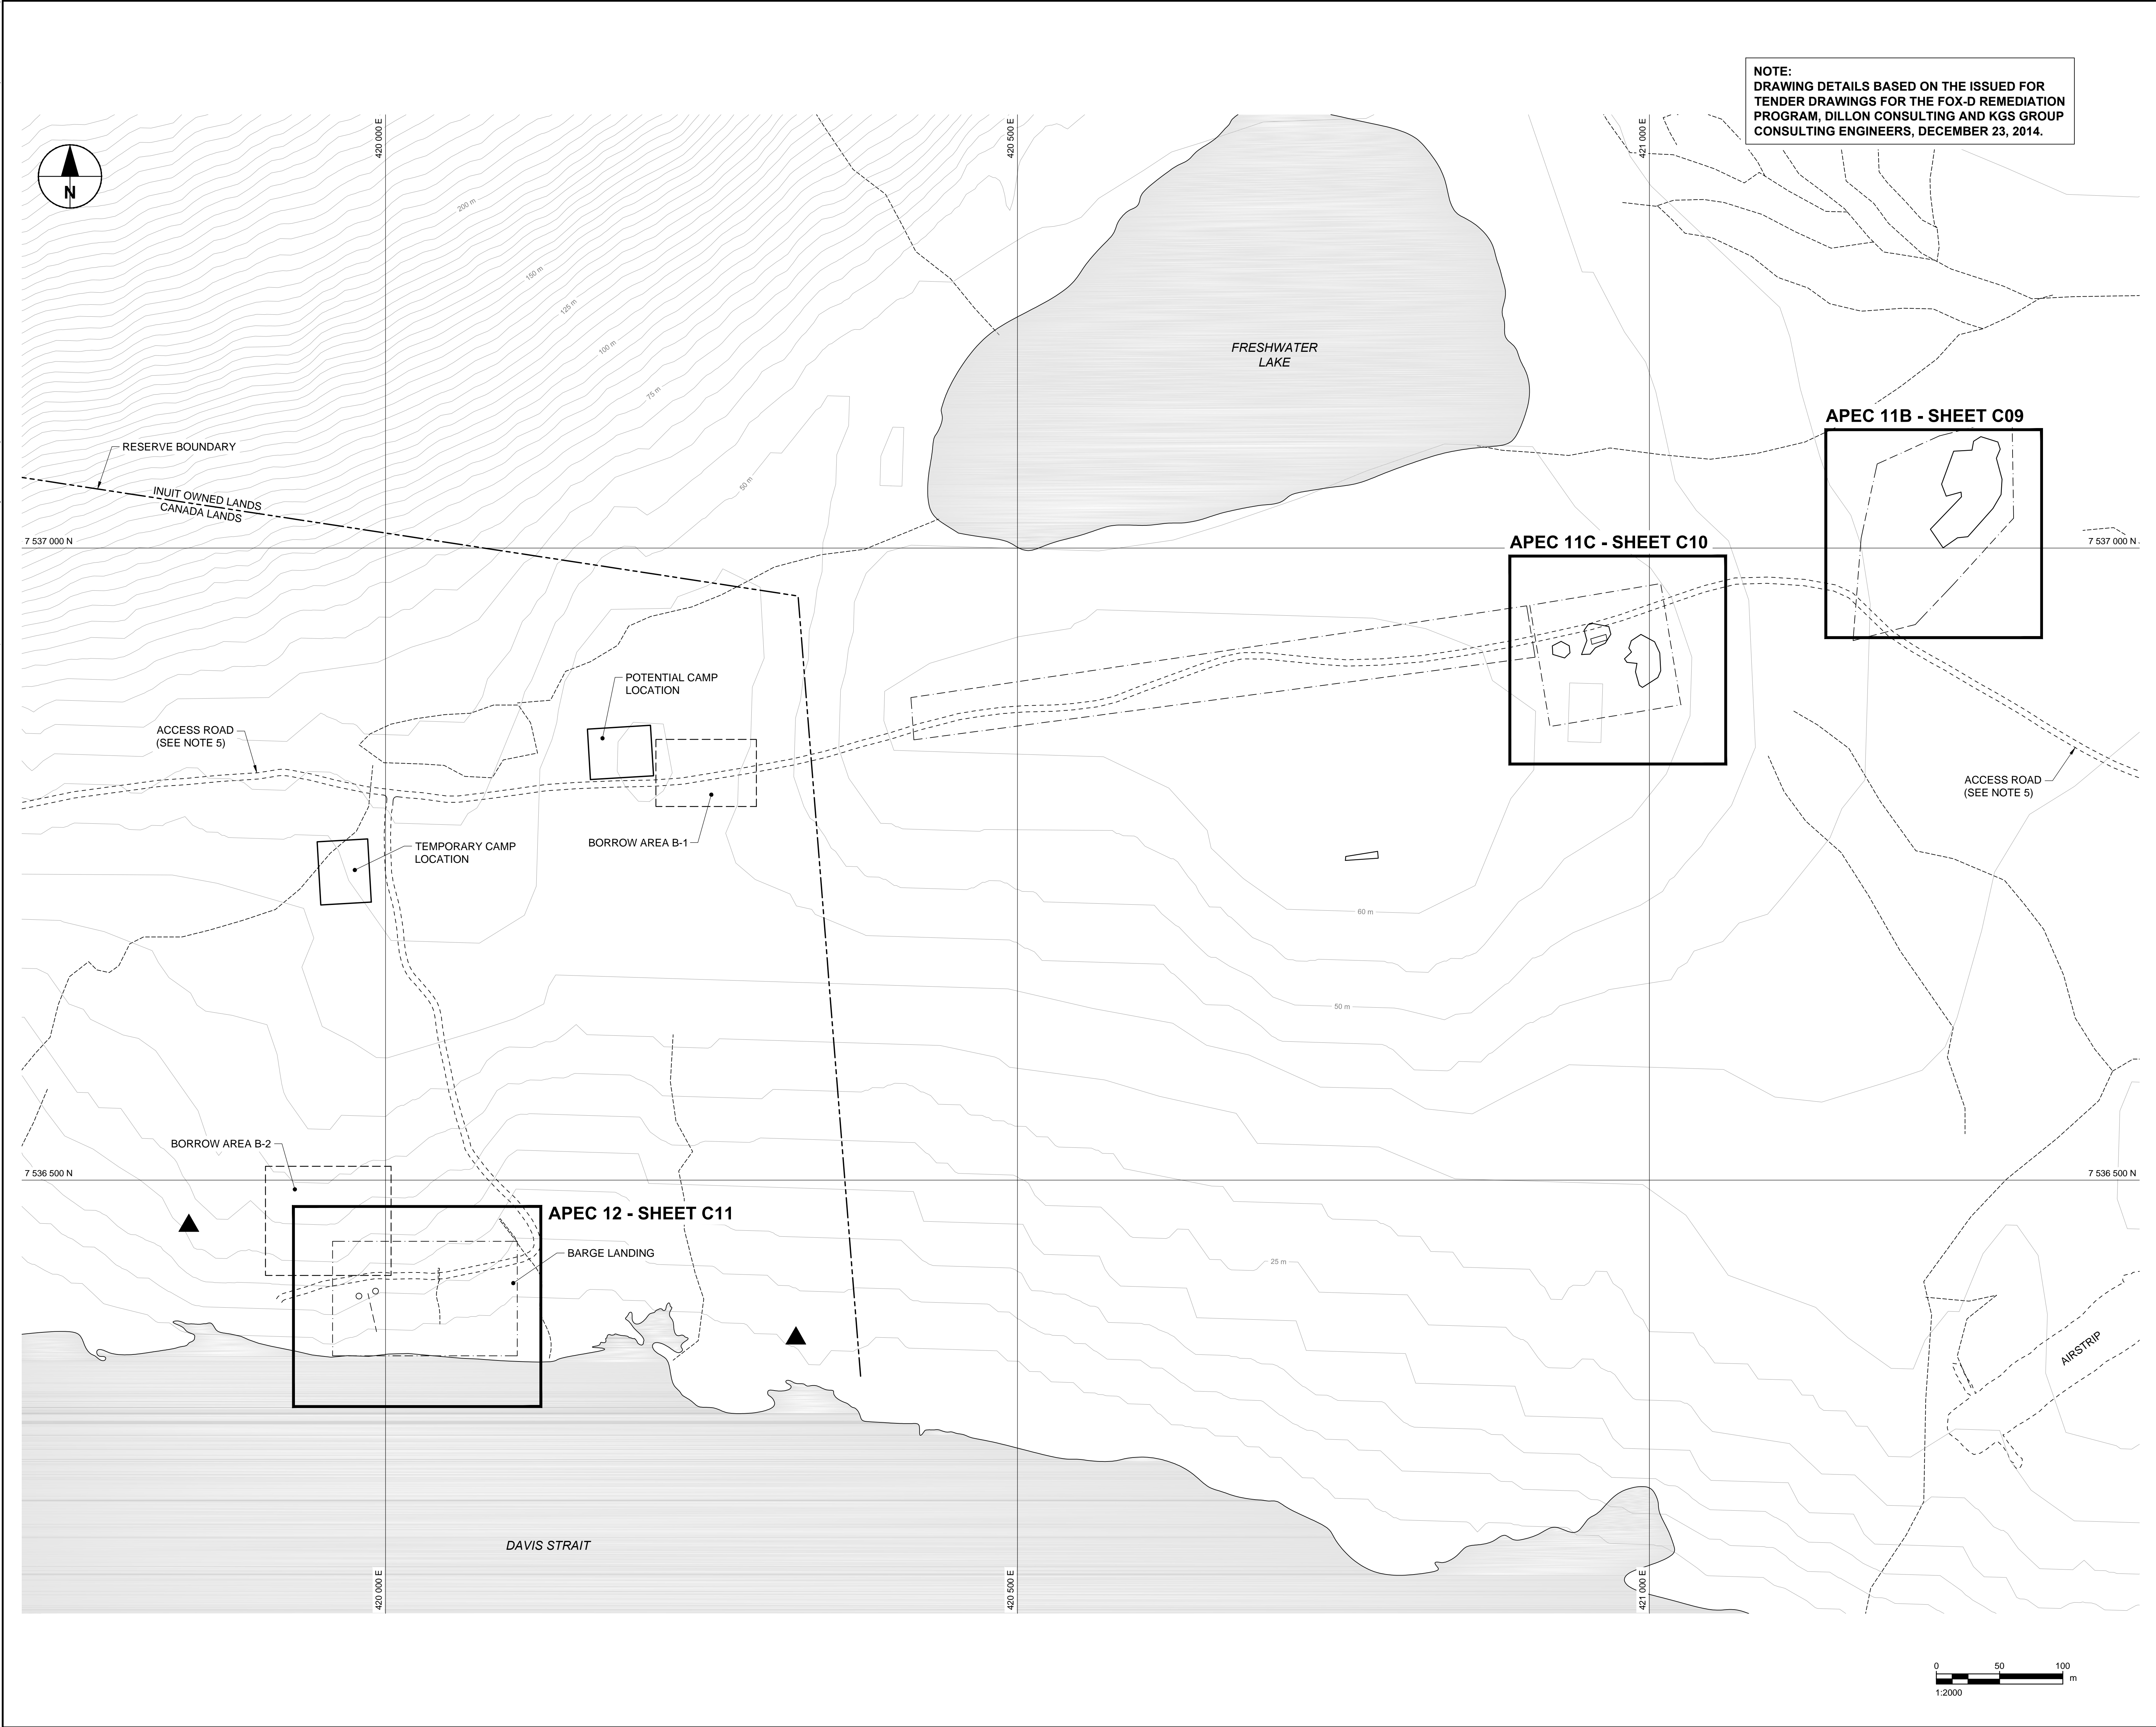 NOTE:
DRAWING DETAILS BASED ON THE ISSUED FOR
TENDER DRAWINGS FOR THE FOX-D REMEDIATION
PROGRAM, DILLON CONSULTING AND KGS GROUP
CONSULTING ENGINEERS, DECEMBER 23, 2014.
420 000 E
420 500 E
421 000 E
N
200 m
150 m
125 m
100 m
75 m
50 m
FRESHWATER
LAKE
APEC 11B - SHEET C09
RESERVE BOUNDARY
INUIT OWNED LANDS
CANADA LANDS
7 537 000 N
7 537 000 N
APEC 11C - SHEET C10
POTENTIAL CAMP
LOCATION
ACCESS ROAD
(SEE NOTE 5)
ACCESS ROAD
(SEE NOTE 5)
BORROW AREA B-1
TEMPORARY CAMP
LOCATION
60 m
50 m
BORROW AREA B-2
7 536 500 N
7 536 500 N
APEC 12 - SHEET C11
BARGE LANDING
25 m
AIRSTRIP
DAVIS STRAIT
420 000 E
420 500 E
421 000 E
0 50 100
m
1:2000